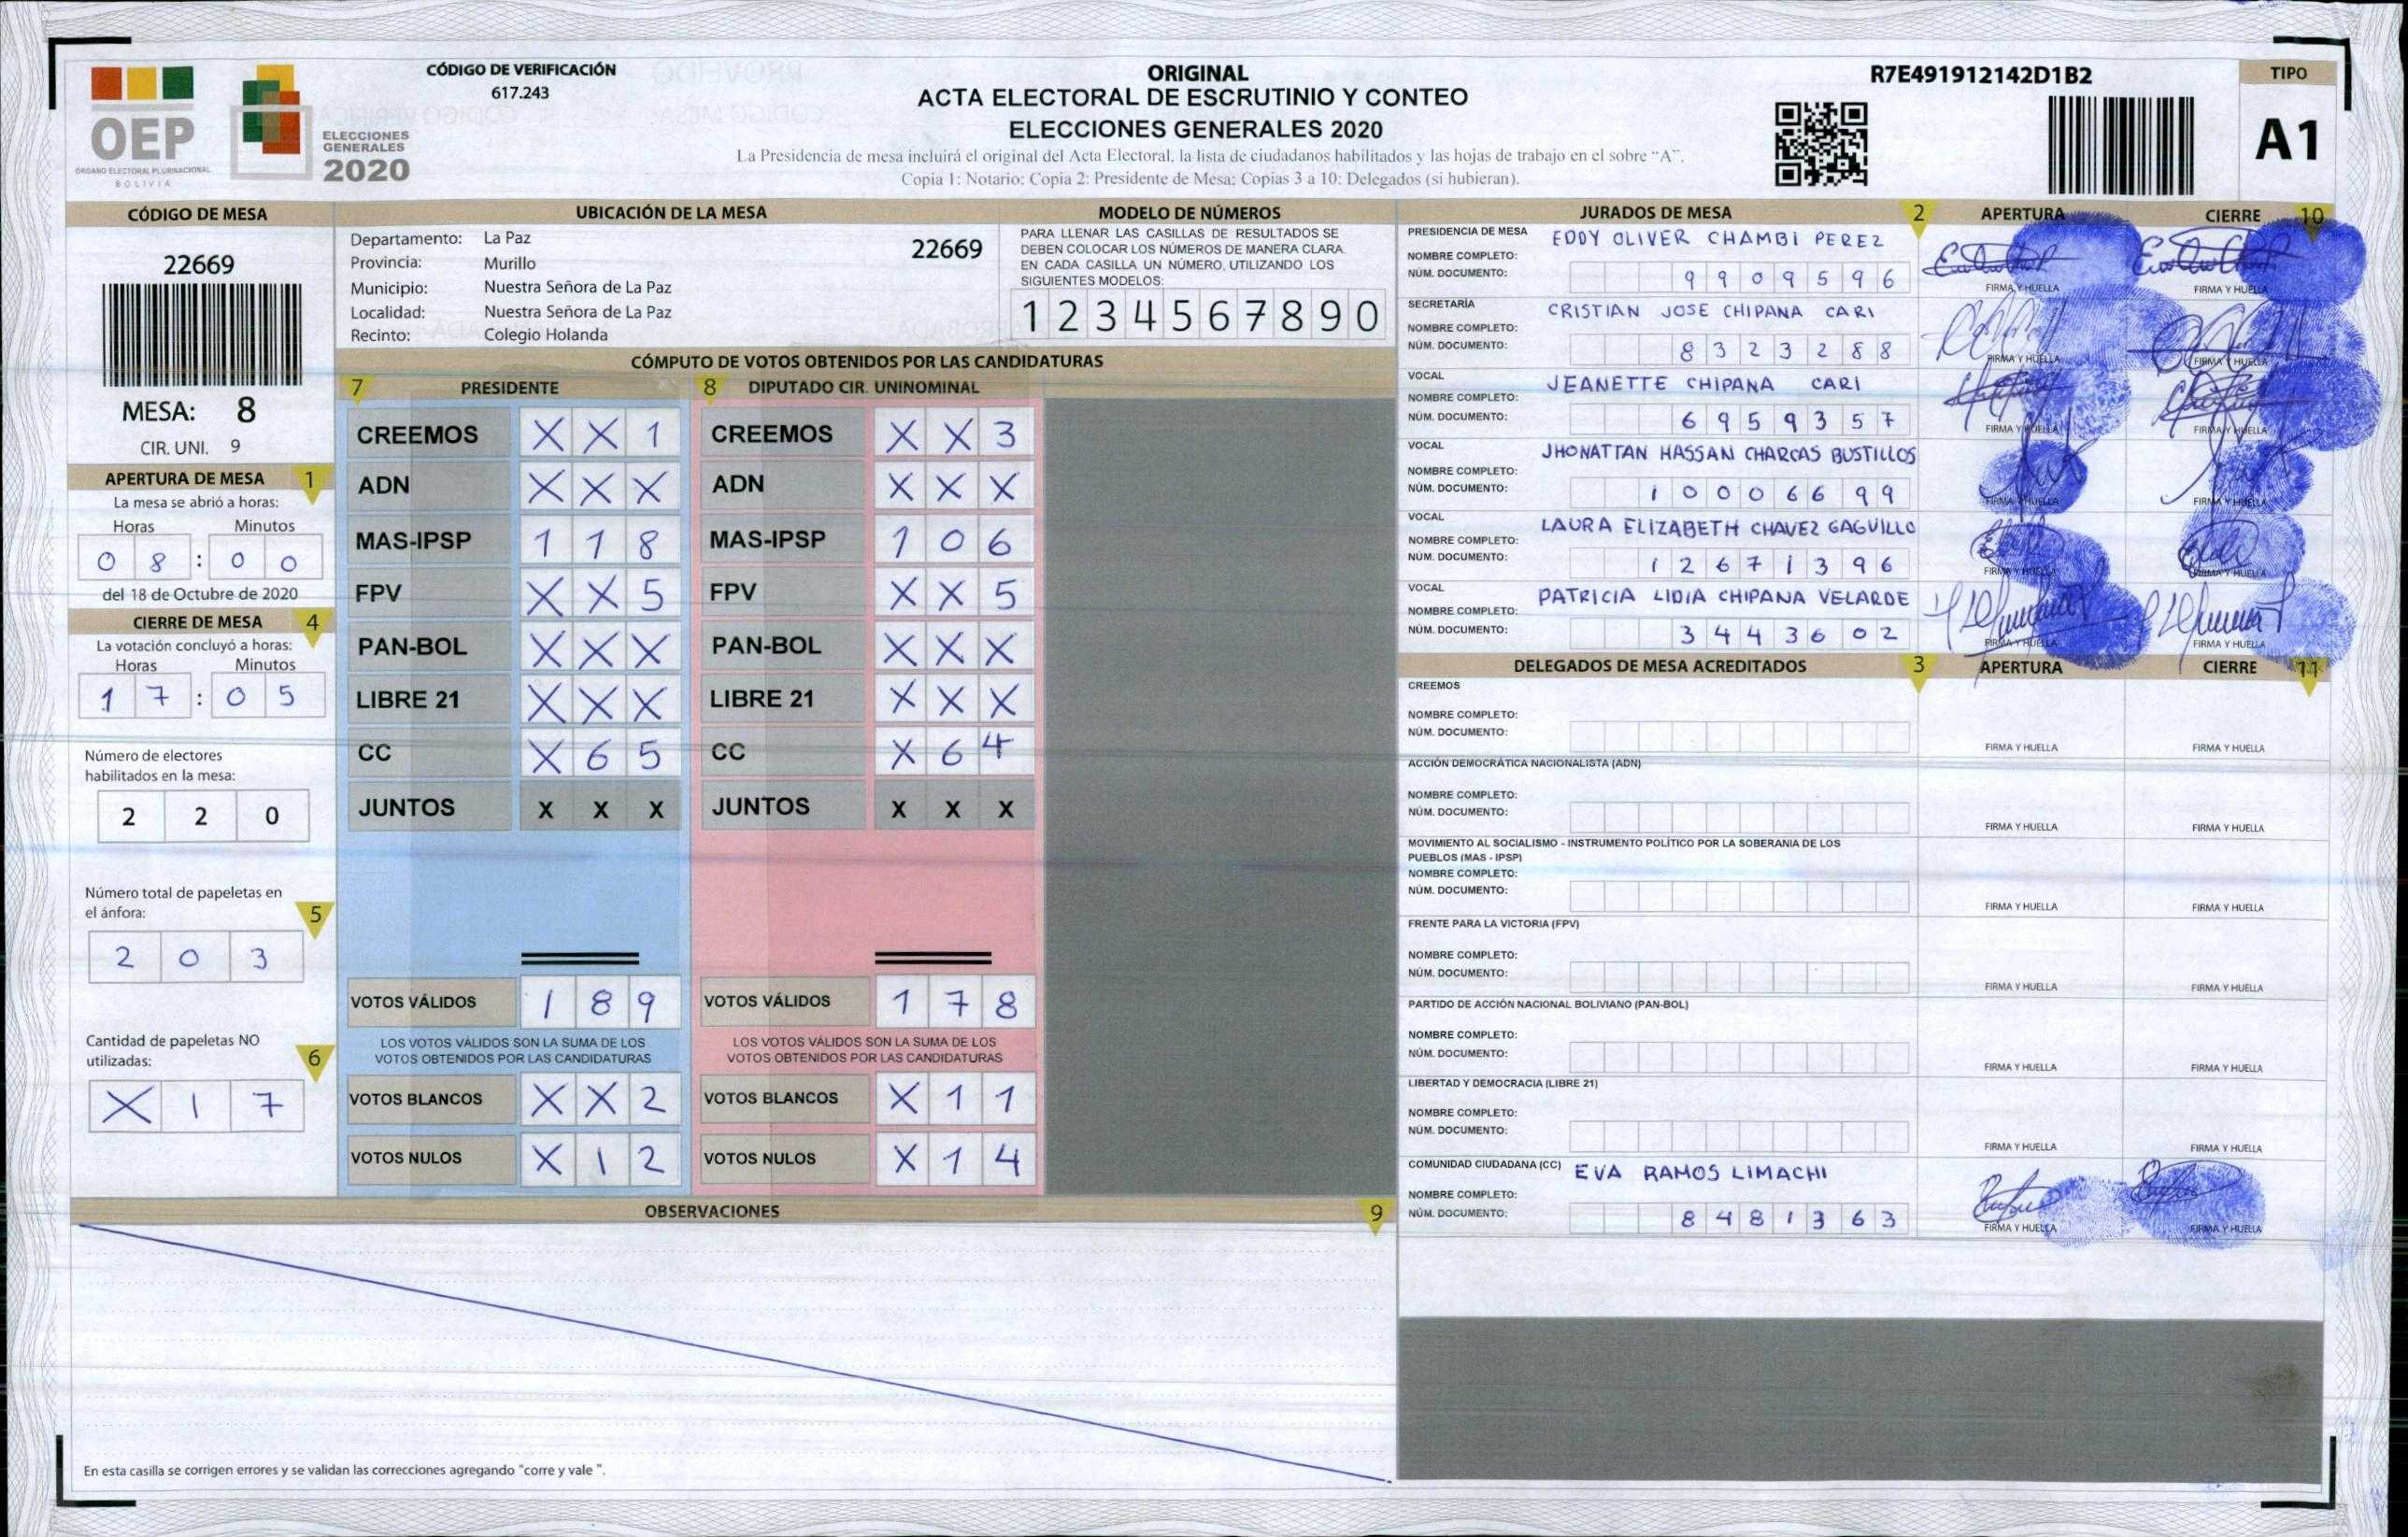 OEP
ÓRGANO ELECTORAL PLURINACIONAL
BOLIVIA
ELECCIONES
GENERALES
2020
CÓDIGO DE VERIFICACIÓN
617.243
ORIGINAL
ACTA ELECTORAL DE ESCRUTINIO Y CONTEO
ELECCIONES GENERALES 2020
La Presidencia de mesa incluirá el original del Acta Electoral, la lista de ciudadanos habilitados y las hojas de trabajo en el sobre "A".
Copia 1: Notario; Copia 2: Presidente de Mesa; Copias 3 a 10: Delegados (si hubieran).
R7E491912142D1B2
TIPO
A1
CÓDIGO DE MESA
22669
MESA: 8
CIR. UNI. 9
APERTURA DE MESA 1
La mesa se abrió a horas:
Horas Minutos
0 8 : 0 0
del 18 de Octubre de 2020
CIERRE DE MESA 4
La votación concluyó a horas:
Horas Minutos
1 7 : 0 5
Número de electores
habilitados en la mesa:
2 2 0
Número total de papeletas en
el ánfora: 5
2 0 3
Cantidad de papeletas NO
utilizadas: 6
X 1 7
UBICACIÓN DE LA MESA
Departamento: La Paz
22669
Provincia: Murillo
Municipio: Nuestra Señora de La Paz
Localidad: Nuestra Señora de La Paz
Recinto: Colegio Holanda
MODELO DE NÚMEROS
PARA LLENAR LAS CASILLAS DE RESULTADOS SE
DEBEN COLOCAR LOS NÚMEROS DE MANERA CLARA.
EN CADA CASILLA UN NÚMERO, UTILIZANDO LOS
SIGUIENTES MODELOS:
1 2 3 4 5 6 7 8 9 0
CÓMPUTO DE VOTOS OBTENIDOS POR LAS CANDIDATURAS
7 PRESIDENTE 8 DIPUTADO CIR. UNINOMINAL
CREEMOS X X 1 CREEMOS X X 3
ADN X X X ADN X X X
MAS-IPSP 1 1 8 MAS-IPSP 1 0 6
FPV X X 5 FPV X X 5
PAN-BOL X X X PAN-BOL X X X
LIBRE 21 X X X LIBRE 21 X X X
CC X 6 5 CC X 6 4
JUNTOS X X X JUNTOS X X X
VOTOS VÁLIDOS 1 8 9 VOTOS VÁLIDOS 1 7 8
LOS VOTOS VÁLIDOS SON LA SUMA DE LOS LOS VOTOS VÁLIDOS SON LA SUMA DE LOS
VOTOS OBTENIDOS POR LAS CANDIDATURAS VOTOS OBTENIDOS POR LAS CANDIDATURAS
VOTOS BLANCOS X X 2 VOTOS BLANCOS X 1 1
VOTOS NULOS X 1 2 VOTOS NULOS X 1 4
OBSERVACIONES 9
En esta casilla se corrigen errores y se validan las correcciones agregando "corre y vale ".
JURADOS DE MESA 2 APERTURA CIERRE 10
PRESIDENCIA DE MESA EDDY OLIVER CHAMBI PEREZ
NOMBRE COMPLETO:
NÚM. DOCUMENTO: 9 9 0 9 5 9 6
FIRMA Y HUELLA FIRMA Y HUELLA
SECRETARÍA CRISTIAN JOSE CHIPANA CARI
NOMBRE COMPLETO:
NÚM. DOCUMENTO: 8 3 2 3 2 8 8
FIRMA Y HUELLA FIRMA Y HUELLA
VOCAL JEANETTE CHIPANA CARI
NOMBRE COMPLETO:
NÚM. DOCUMENTO: 6 9 5 9 3 5 7
FIRMA Y HUELLA FIRMA Y HUELLA
VOCAL JHONATTAN HASSAN CHARCAS BUSTILLOS
NOMBRE COMPLETO:
NÚM. DOCUMENTO: 1 0 0 0 6 6 9 9
FIRMA Y HUELLA FIRMA Y HUELLA
VOCAL LAURA ELIZABETH CHAVEZ GAGUILLO
NOMBRE COMPLETO:
NÚM. DOCUMENTO: 1 2 6 7 1 3 9 6
FIRMA Y HUELLA FIRMA Y HUELLA
VOCAL PATRICIA LIDIA CHIPANA VELARDE
NOMBRE COMPLETO:
NÚM. DOCUMENTO: 3 4 4 3 6 0 2
FIRMA Y HUELLA FIRMA Y HUELLA
DELEGADOS DE MESA ACREDITADOS 3 APERTURA CIERRE 11
CREEMOS
NOMBRE COMPLETO:
NÚM. DOCUMENTO:
FIRMA Y HUELLA FIRMA Y HUELLA
ACCIÓN DEMOCRÁTICA NACIONALISTA (ADN)
NOMBRE COMPLETO:
NÚM. DOCUMENTO:
FIRMA Y HUELLA FIRMA Y HUELLA
MOVIMIENTO AL SOCIALISMO - INSTRUMENTO POLÍTICO POR LA SOBERANIA DE LOS
PUEBLOS (MAS - IPSP)
NOMBRE COMPLETO:
NÚM. DOCUMENTO:
FIRMA Y HUELLA FIRMA Y HUELLA
FRENTE PARA LA VICTORIA (FPV)
NOMBRE COMPLETO:
NÚM. DOCUMENTO:
FIRMA Y HUELLA FIRMA Y HUELLA
PARTIDO DE ACCIÓN NACIONAL BOLIVIANO (PAN-BOL)
NOMBRE COMPLETO:
NÚM. DOCUMENTO:
FIRMA Y HUELLA FIRMA Y HUELLA
LIBERTAD Y DEMOCRACIA (LIBRE 21)
NOMBRE COMPLETO:
NÚM. DOCUMENTO:
FIRMA Y HUELLA FIRMA Y HUELLA
COMUNIDAD CIUDADANA (CC) EVA RAMOS LIMACHI
NOMBRE COMPLETO:
NÚM. DOCUMENTO: 8 4 8 1 3 6 3
FIRMA Y HUELLA FIRMA Y HUELLA